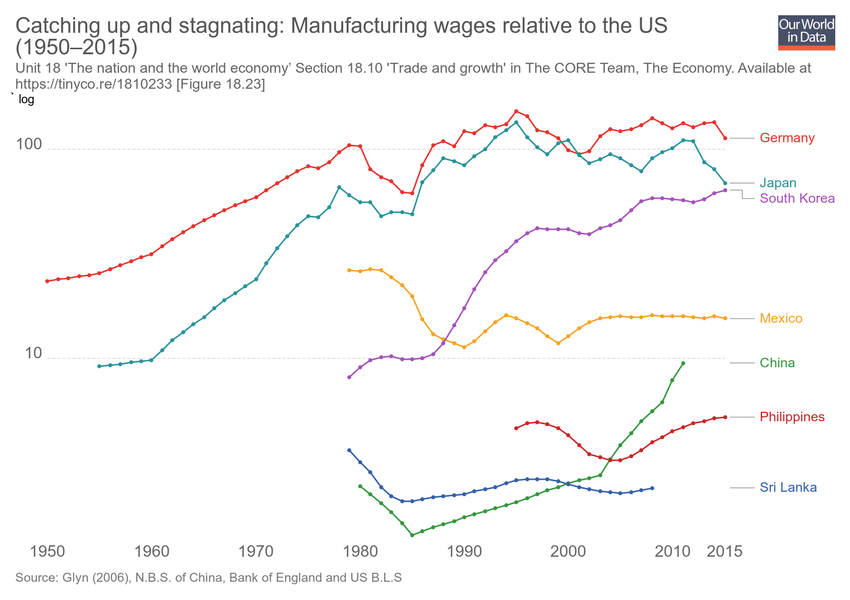 Catching up and stagnating: Manufacturing wages relative to the US
(1950–2015)
Our World
in Data
Unit 18 'The nation and the world economy’ Section 18.10 'Trade and growth' in The CORE Team, The Economy. Available at
https://tinyco.re/1810233 [Figure 18.23]
` log
100
10
Germany
Japan
South Korea
Mexico
China
Philippines
Sri Lanka
1950 1960 1970 1980 1990 2000 2010 2015
Source: Glyn (2006), N.B.S. of China, Bank of England and US B.L.S